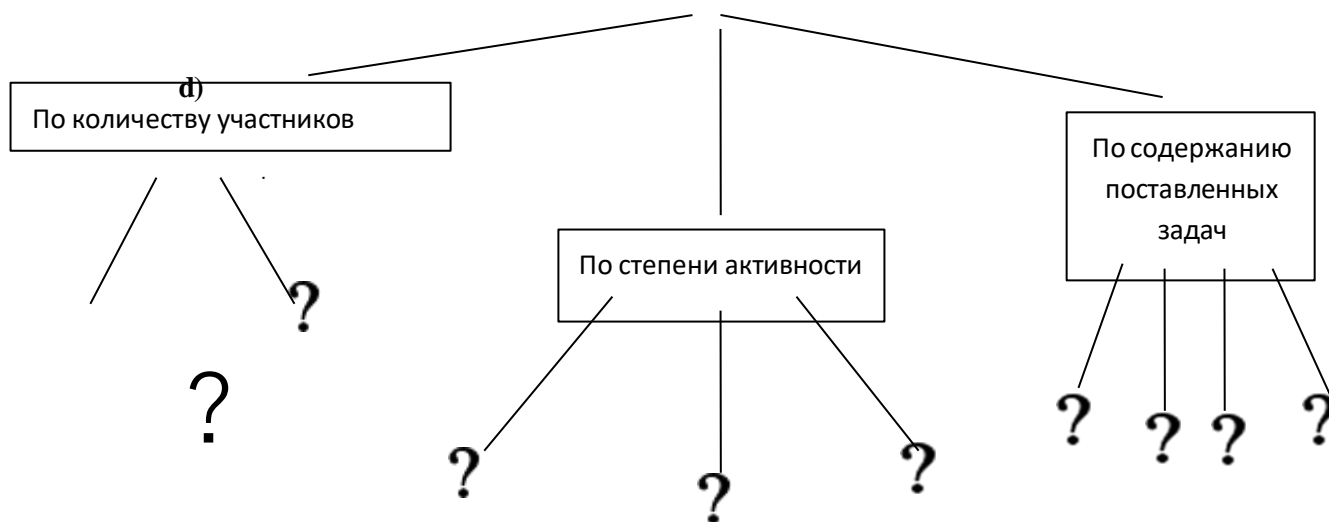 d)
По количеству участников
По содержанию
поставленных
задач
По степени активности
?
?
?
?
?
?
?
?
?